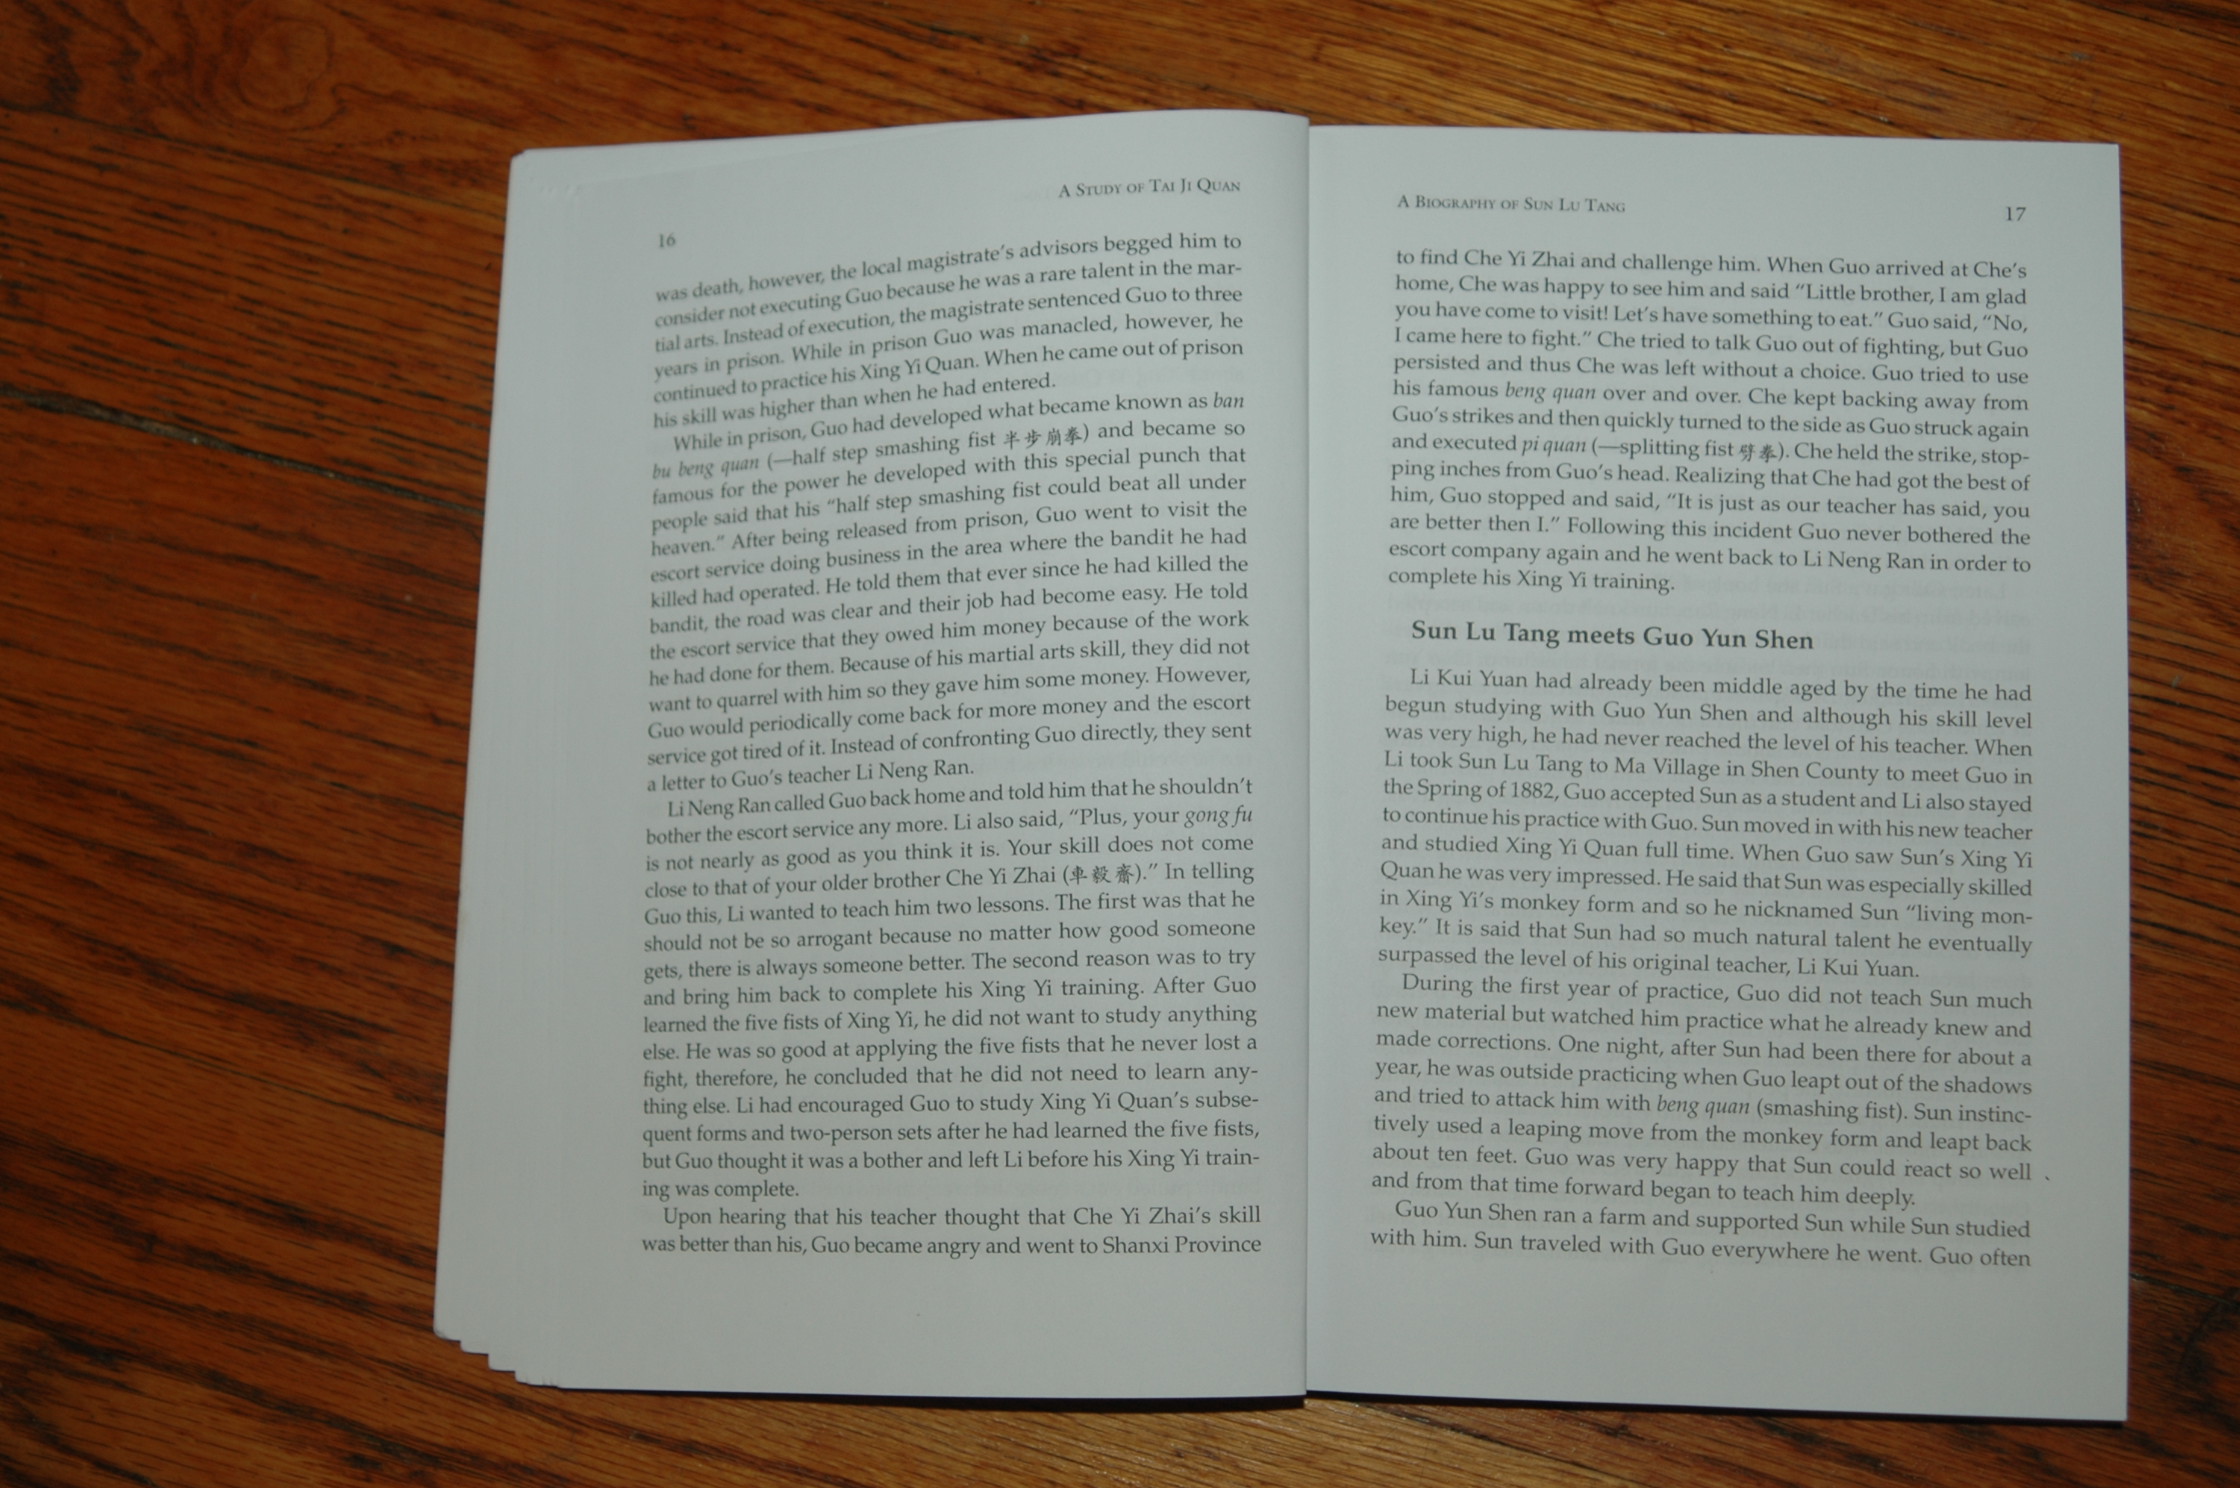 A Study of Tai Ji Quan
16
was death, however, the local magistrate's advisors begged him to
consider not executing Guo because he was a rare talent in the mar-
tial arts. Instead of execution, the magistrate sentenced Guo to three
years in prison. While in prison Guo was manacled, however, he
continued to practice his Xing Yi Quan. When he came out of prison
his skill was higher than when he had entered.
While in prison, Guo had developed what became known as ban
bu beng quan (—half step smashing fist 半步崩拳) and became so
famous for the power he developed with this special punch that
people said that his "half step smashing fist could beat all under
heaven." After being released from prison, Guo went to visit the
escort service doing business in the area where the bandit he had
killed had operated. He told them that ever since he had killed the
bandit, the road was clear and their job had become easy. He told
the escort service that they owed him money because of the work
he had done for them. Because of his martial arts skill, they did not
want to quarrel with him so they gave him some money. However,
Guo would periodically come back for more money and the escort
service got tired of it. Instead of confronting Guo directly, they sent
a letter to Guo's teacher Li Neng Ran.
Li Neng Ran called Guo back home and told him that he shouldn't
bother the escort service any more. Li also said, "Plus, your gong fu
is not nearly as good as you think it is. Your skill does not come
close to that of your older brother Che Yi Zhai (車毅齋)." In telling
Guo this, Li wanted to teach him two lessons. The first was that he
should not be so arrogant because no matter how good someone
gets, there is always someone better. The second reason was to try
and bring him back to complete his Xing Yi training. After Guo
learned the five fists of Xing Yi, he did not want to study anything
else. He was so good at applying the five fists that he never lost a
fight, therefore, he concluded that he did not need to learn any-
thing else. Li had encouraged Guo to study Xing Yi Quan's subse-
quent forms and two-person sets after he had learned the five fists,
but Guo thought it was a bother and left Li before his Xing Yi train-
ing was complete.
Upon hearing that his teacher thought that Che Yi Zhai's skill
was better than his, Guo became angry and went to Shanxi Province
A Biography of Sun Lu Tang
17
to find Che Yi Zhai and challenge him. When Guo arrived at Che's
home, Che was happy to see him and said "Little brother, I am glad
you have come to visit! Let's have something to eat." Guo said, "No,
I came here to fight." Che tried to talk Guo out of fighting, but Guo
persisted and thus Che was left without a choice. Guo tried to use
his famous beng quan over and over. Che kept backing away from
Guo's strikes and then quickly turned to the side as Guo struck again
and executed pi quan (—splitting fist 劈拳). Che held the strike, stop-
ping inches from Guo's head. Realizing that Che had got the best of
him, Guo stopped and said, "It is just as our teacher has said, you
are better then I." Following this incident Guo never bothered the
escort company again and he went back to Li Neng Ran in order to
complete his Xing Yi training.
Sun Lu Tang meets Guo Yun Shen
Li Kui Yuan had already been middle aged by the time he had
begun studying with Guo Yun Shen and although his skill level
was very high, he had never reached the level of his teacher. When
Li took Sun Lu Tang to Ma Village in Shen County to meet Guo in
the Spring of 1882, Guo accepted Sun as a student and Li also stayed
to continue his practice with Guo. Sun moved in with his new teacher
and studied Xing Yi Quan full time. When Guo saw Sun's Xing Yi
Quan he was very impressed. He said that Sun was especially skilled
in Xing Yi's monkey form and so he nicknamed Sun "living mon-
key." It is said that Sun had so much natural talent he eventually
surpassed the level of his original teacher, Li Kui Yuan.
During the first year of practice, Guo did not teach Sun much
new material but watched him practice what he already knew and
made corrections. One night, after Sun had been there for about a
year, he was outside practicing when Guo leapt out of the shadows
and tried to attack him with beng quan (smashing fist). Sun instinc-
tively used a leaping move from the monkey form and leapt back
about ten feet. Guo was very happy that Sun could react so well
and from that time forward began to teach him deeply.
Guo Yun Shen ran a farm and supported Sun while Sun studied
with him. Sun traveled with Guo everywhere he went. Guo often